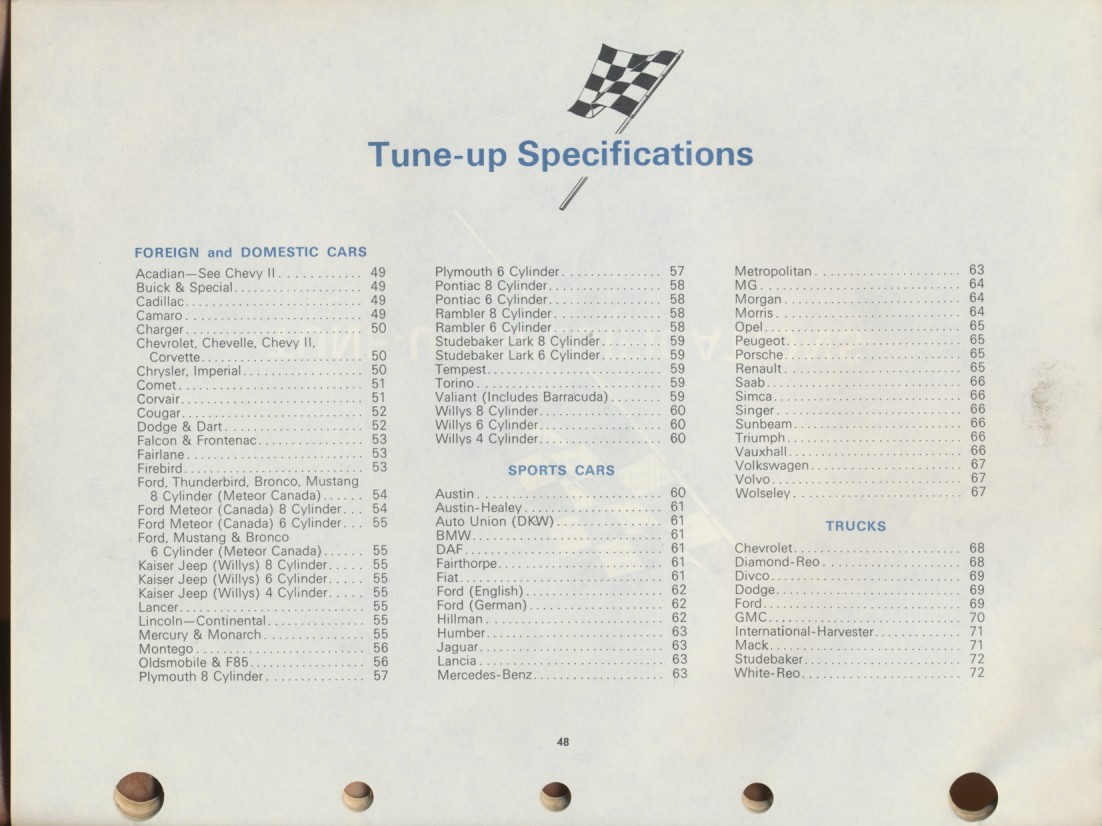 Tune-up Specifications
FOREIGN and DOMESTIC CARS
Acadian—See Chevy II............ 49
Buick & Special.................. 49
Cadillac......................... 49
Camaro......................... 49
Charger......................... 50
Chevrolet, Chevelle, Chevy II,
Corvette....................... 50
Chrysler, Imperial................. 50
Comet.......................... 51
Corvair.......................... 51
Cougar.......................... 52
Dodge & Dart.................... 52
Falcon & Frontenac............... 53
Fairlane......................... 53
Firebird......................... 53
Ford, Thunderbird, Bronco, Mustang
8 Cylinder (Meteor Canada)...... 54
Ford Meteor (Canada) 8 Cylinder... 54
Ford Meteor (Canada) 6 Cylinder... 55
Ford, Mustang & Bronco
6 Cylinder (Meteor Canada)...... 55
Kaiser Jeep (Willys) 8 Cylinder..... 55
Kaiser Jeep (Willys) 6 Cylinder..... 55
Kaiser Jeep (Willys) 4 Cylinder..... 55
Lancer.......................... 55
Lincoln—Continental.............. 55
Mercury & Monarch............... 55
Montego........................ 56
Oldsmobile & F85................ 56
Plymouth 8 Cylinder.............. 57
Plymouth 6 Cylinder.............. 57
Pontiac 8 Cylinder................ 58
Pontiac 6 Cylinder................ 58
Rambler 8 Cylinder............... 58
Rambler 6 Cylinder............... 58
Studebaker Lark 8 Cylinder........ 59
Studebaker Lark 6 Cylinder........ 59
Tempest......................... 59
Torino.......................... 59
Valiant (Includes Barracuda)....... 59
Willys 8 Cylinder................. 60
Willys 6 Cylinder................. 60
Willys 4 Cylinder................. 60
SPORTS CARS
Austin.......................... 60
Austin-Healey.................... 61
Auto Union (DKW)............... 61
BMW........................... 61
DAF............................ 61
Fairthorpe....................... 61
Fiat............................. 61
Ford (English)................... 62
Ford (German)................... 62
Hillman......................... 62
Humber......................... 63
Jaguar.......................... 63
Lancia.......................... 63
Mercedes-Benz................... 63
Metropolitan..................... 63
MG............................. 64
Morgan......................... 64
Morris.......................... 64
Opel............................ 65
Peugeot......................... 65
Porsche......................... 65
Renault......................... 65
Saab............................ 66
Simca........................... 66
Singer.......................... 66
Sunbeam........................ 66
Triumph......................... 66
Vauxhall........................ 66
Volkswagen..................... 67
Volvo........................... 67
Wolseley........................ 67
TRUCKS
Chevrolet........................ 68
Diamond-Reo.................... 68
Divco........................... 69
Dodge.......................... 69
Ford............................ 69
GMC........................... 70
International-Harvester............ 71
Mack........................... 71
Studebaker...................... 72
White-Reo....................... 72
48